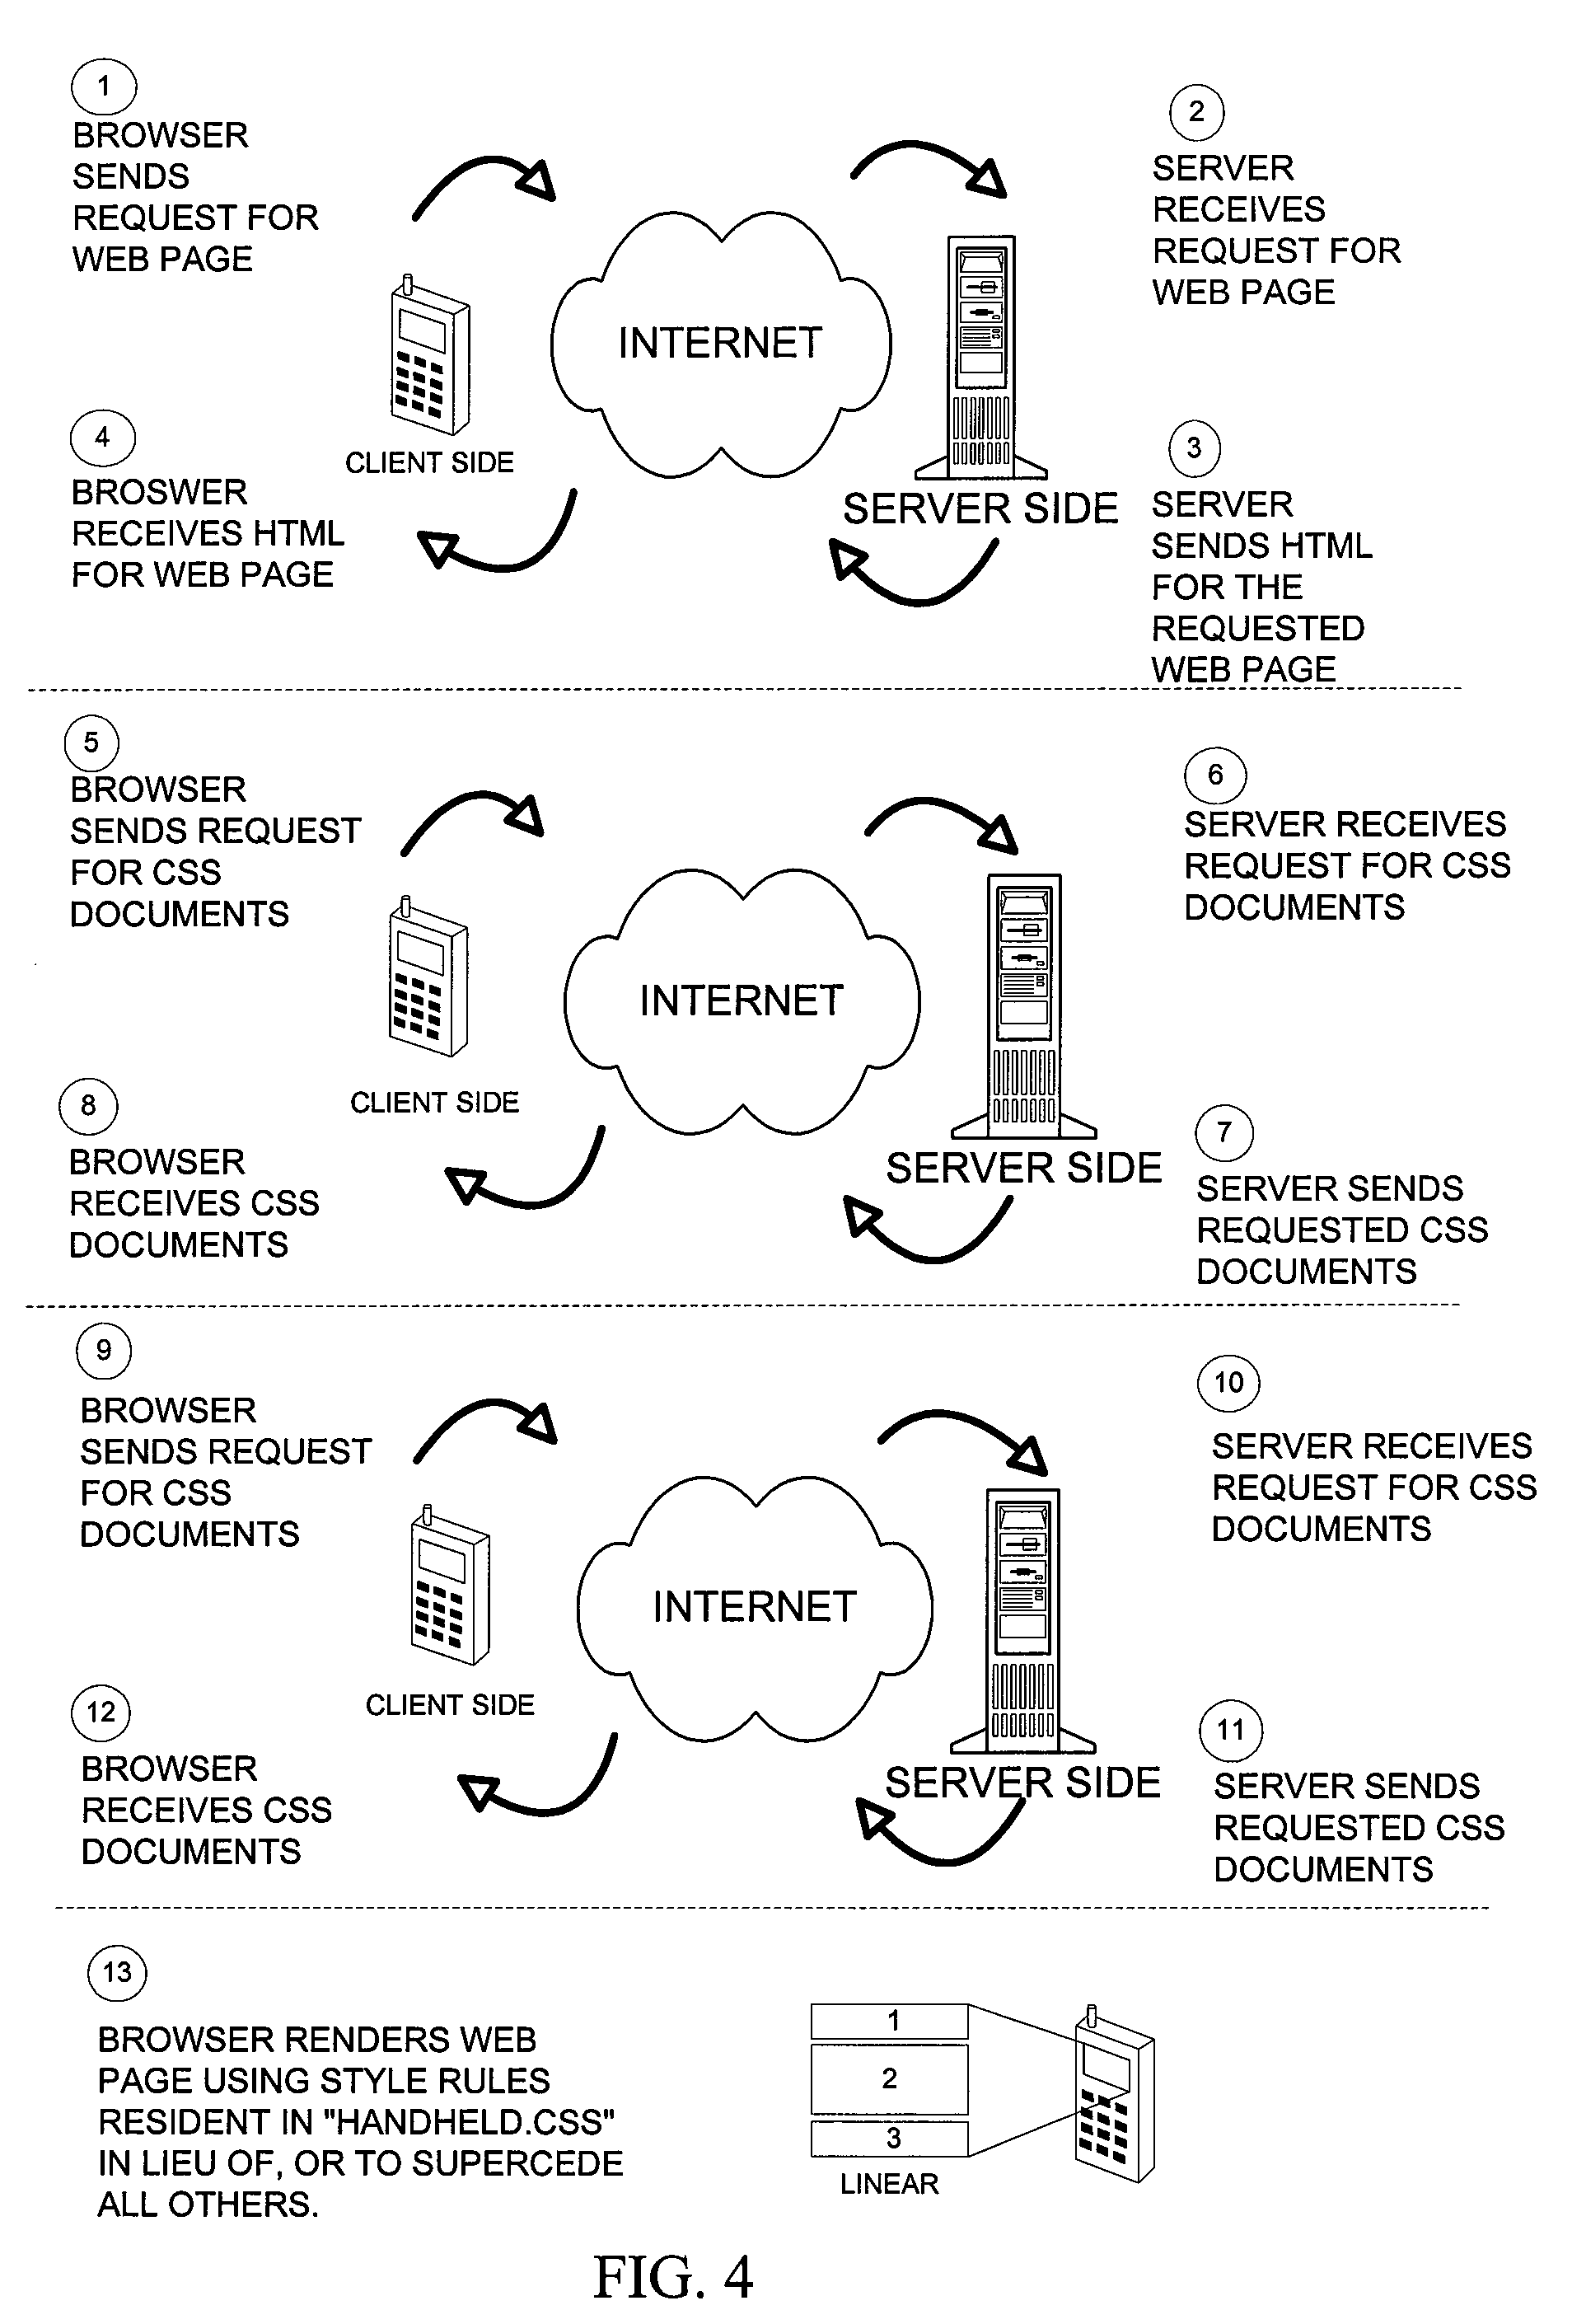 1
BROWSER
SENDS
REQUEST FOR
WEB PAGE
2
SERVER
RECEIVES
REQUEST FOR
WEB PAGE
INTERNET
CLIENT SIDE
SERVER SIDE
3
SERVER
SENDS HTML
FOR THE
REQUESTED
WEB PAGE
4
BROSWER
RECEIVES HTML
FOR WEB PAGE
5
BROWSER
SENDS REQUEST
FOR CSS
DOCUMENTS
6
SERVER RECEIVES
REQUEST FOR CSS
DOCUMENTS
INTERNET
CLIENT SIDE
SERVER SIDE
7
SERVER SENDS
REQUESTED CSS
DOCUMENTS
8
BROWSER
RECEIVES CSS
DOCUMENTS
9
BROWSER
SENDS REQUEST
FOR CSS
DOCUMENTS
10
SERVER RECEIVES
REQUEST FOR CSS
DOCUMENTS
INTERNET
CLIENT SIDE
SERVER SIDE
11
SERVER SENDS
REQUESTED CSS
DOCUMENTS
12
BROWSER
RECEIVES CSS
DOCUMENTS
13
BROWSER RENDERS WEB
PAGE USING STYLE RULES
RESIDENT IN "HANDHELD.CSS"
IN LIEU OF, OR TO SUPERCEDE
ALL OTHERS.
1
2
3
LINEAR
FIG. 4